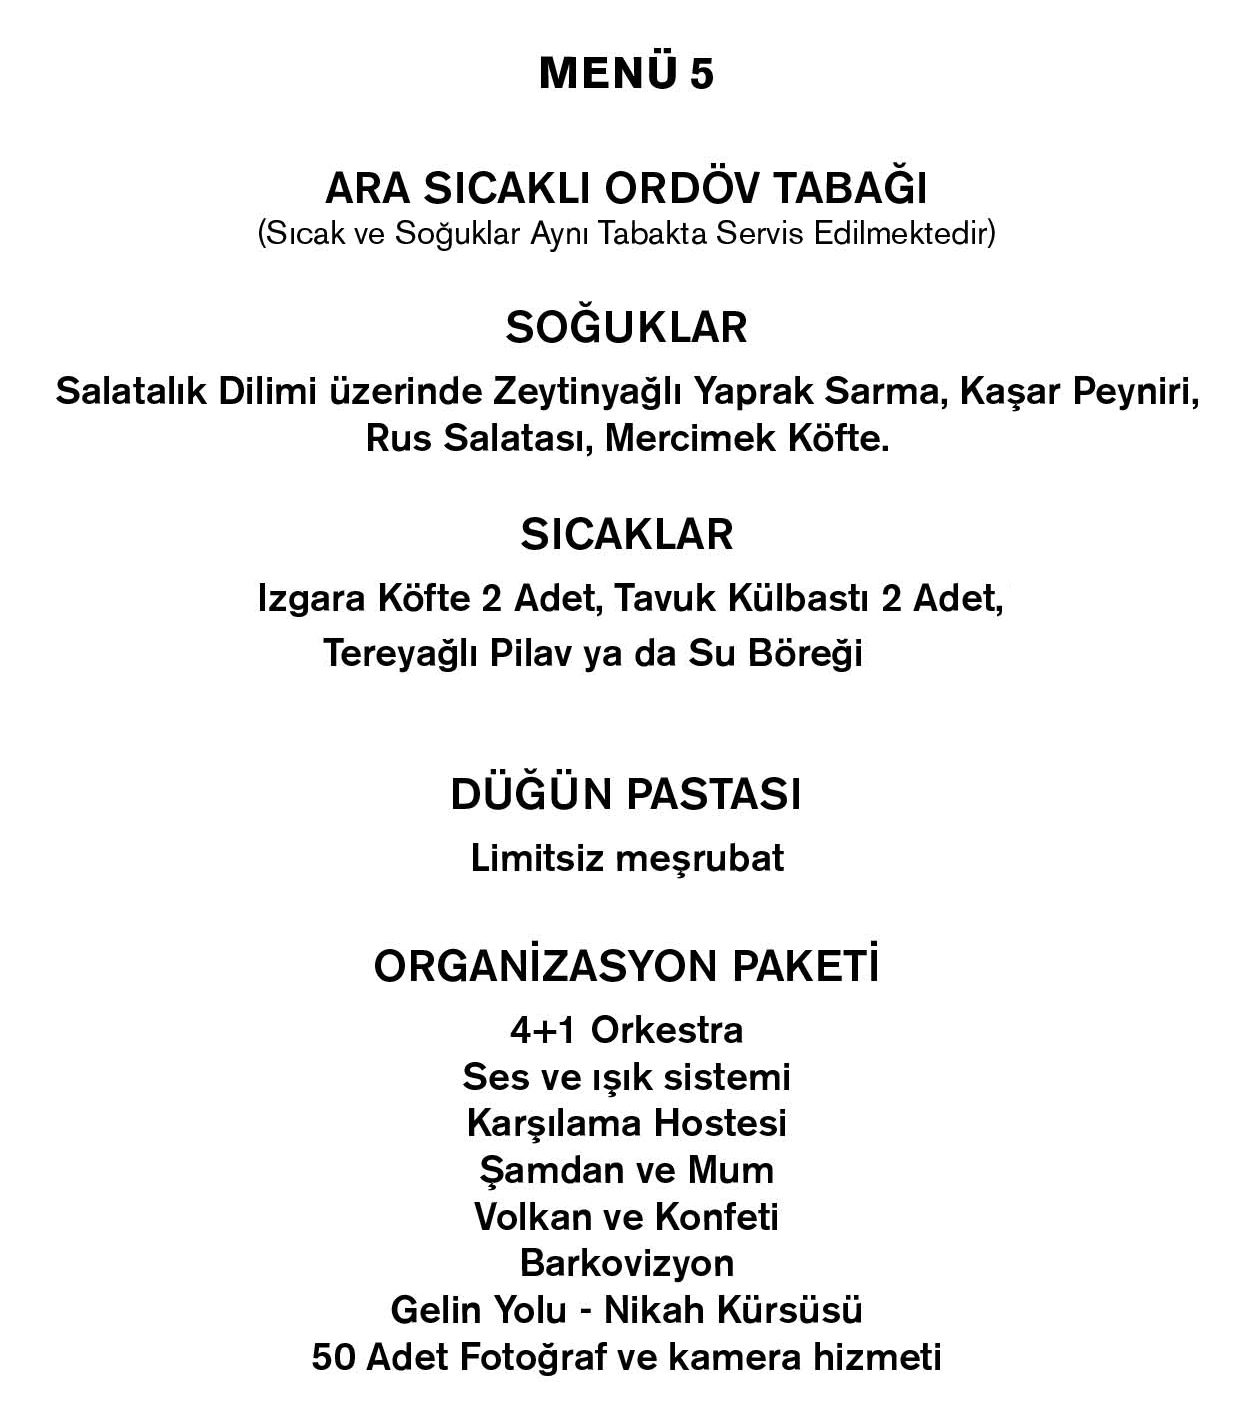 MENÜ 5
ARA SICAKLI ORDÖV TABAĞI
(Sıcak ve Soğuklar Aynı Tabakta Servis Edilmektedir)
SOĞUKLAR
Salatalık Dilimi üzerinde Zeytinyağlı Yaprak Sarma, Kaşar Peyniri,
Rus Salatası, Mercimek Köfte.
SICAKLAR
Izgara Köfte 2 Adet, Tavuk Külbastı 2 Adet,
Tereyağlı Pilav ya da Su Böreği
DÜĞÜN PASTASI
Limitsiz meşrubat
ORGANİZASYON PAKETİ
4+1 Orkestra
Ses ve ışık sistemi
Karşılama Hostesi
Şamdan ve Mum
Volkan ve Konfeti
Barkovizyon
Gelin Yolu - Nikah Kürsüsü
50 Adet Fotoğraf ve kamera hizmeti